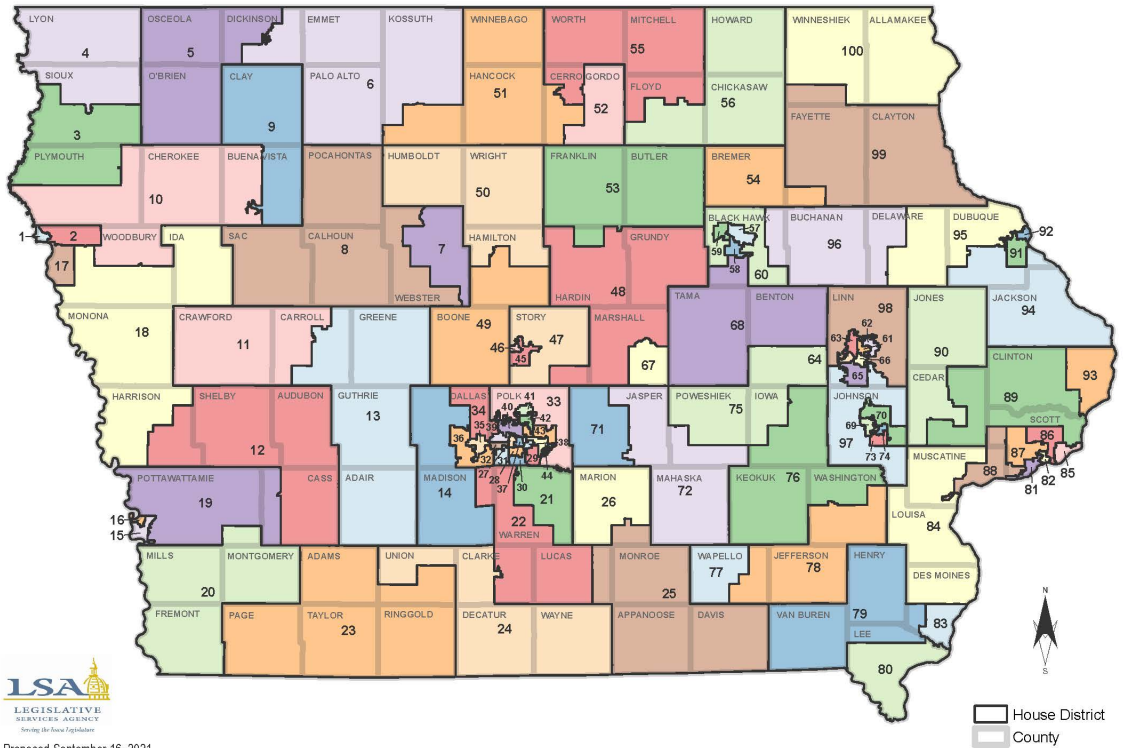 LYON OSCEOLA DICKINSON EMMET KOSSUTH WINNEBAGO WORTH MITCHELL HOWARD WINNESHIEK ALLAMAKEE
4 5 55 100
SIOUX O'BRIEN CLAY PALO ALTO 6 HANCOCK CERRO GORDO FLOYD CHICKASAW
51 52 56
3 9 FAYETTE CLAYTON
PLYMOUTH CHEROKEE BUENA VISTA POCAHONTAS HUMBOLDT WRIGHT FRANKLIN BUTLER BREMER 99
10 50 53 54
BLACK HAWK BUCHANAN DELAWARE DUBUQUE
1 2 WOODBURY IDA SAC CALHOUN 7 HAMILTON GRUNDY 57 95 92
8 59 58 60 96 91
17 WEBSTER HARDIN 48 TAMA BENTON LINN 98 JONES JACKSON
MONONA CRAWFORD CARROLL GREENE BOONE 49 STORY MARSHALL 94
18 11 46 45 47 68 62 63 61
67 64 66 65 90 CLINTON
HARRISON SHELBY AUDUBON GUTHRIE DALLAS POLK 41 33 JASPER POWESHIEK IOWA JOHNSON CEDAR 93
13 34 40 42 75 70 89
35 39 43 71 69 SCOTT
36 38 97 86
12 32 31 29 73 74 MUSCATINE 87
27 44 88 85
POTTAWATTAMIE CASS ADAIR MADISON 28 MARION MAHASKA KEOKUK 76 WASHINGTON 82
19 14 37 30 21 72 81
26 LOUISA
16 22 84
15 WARREN
MILLS MONTGOMERY ADAMS UNION CLARKE LUCAS MONROE WAPELLO JEFFERSON HENRY
77 78 DES MOINES
20 25
FREMONT PAGE TAYLOR RINGGOLD DECATUR WAYNE APPANOOSE DAVIS VAN BUREN 79 83
23 24 LEE
80
N
S
LSA
LEGISLATIVE
SERVICES AGENCY
Serving the Iowa Legislature
House District
County
Proposed September 16, 2021